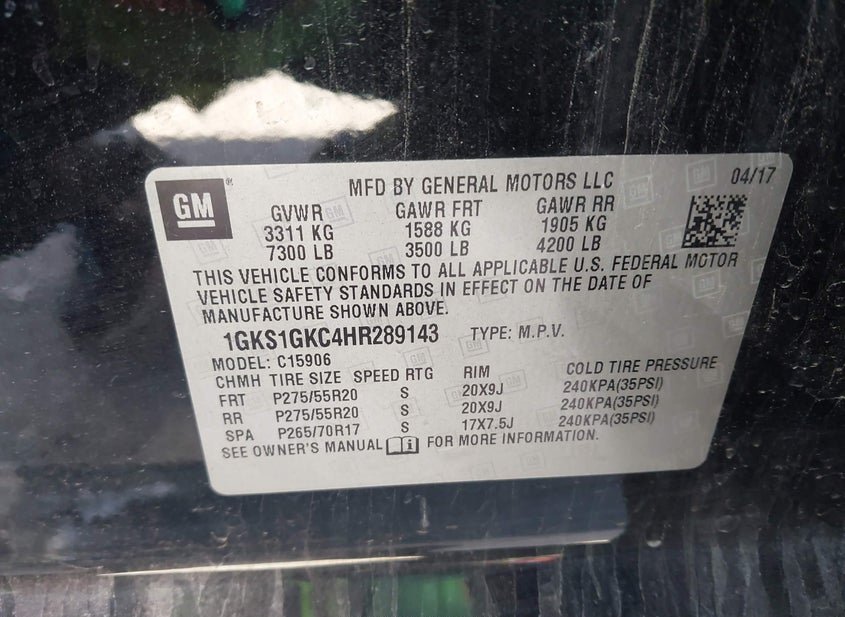 GM MFD BY GENERAL MOTORS LLC 04/17
GVWR GAWR FRT GAWR RR
3311 KG 1588 KG 1905 KG
7300 LB 3500 LB 4200 LB
THIS VEHICLE CONFORMS TO ALL APPLICABLE U.S. FEDERAL MOTOR
VEHICLE SAFETY STANDARDS IN EFFECT ON THE DATE OF
MANUFACTURE SHOWN ABOVE.
1GKS1GKC4HR289143 TYPE: M.P.V.
MODEL: C15906
CHMH TIRE SIZE SPEED RTG RIM COLD TIRE PRESSURE
FRT P275/55R20 S 20X9J 240KPA(35PSI)
RR P275/55R20 S 20X9J 240KPA(35PSI)
SPA P265/70R17 S 17X7.5J 240KPA(35PSI)
SEE OWNER'S MANUAL FOR MORE INFORMATION.